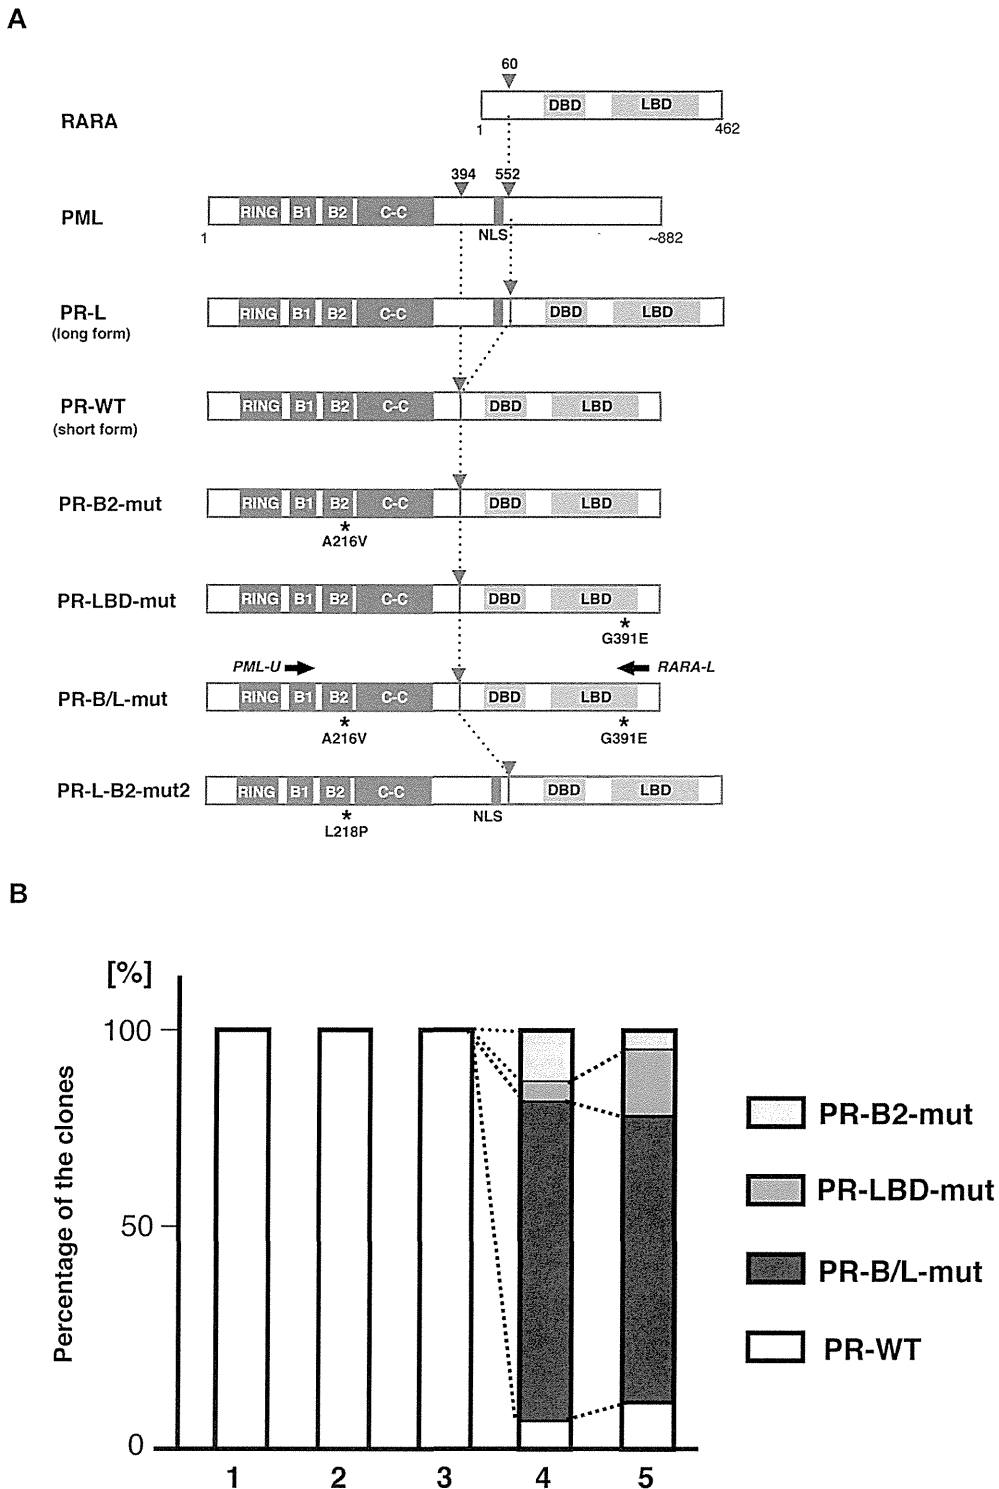 A
60
RARA
DBD LBD
1 462
394 552
PML
RING B1 B2 C-C
1 NLS ~882
PR-L
(long form)
RING B1 B2 C-C DBD LBD
PR-WT
(short form)
RING B1 B2 C-C DBD LBD
PR-B2-mut
RING B1 B2 C-C DBD LBD
*
A216V
PR-LBD-mut
RING B1 B2 C-C DBD LBD
*
G391E
PML-U RARA-L
PR-B/L-mut
RING B1 B2 C-C DBD LBD
* *
A216V G391E
PR-L-B2-mut2
RING B1 B2 C-C DBD LBD
* NLS
L218P
B
[%]
100
50
0
Percentage of the clones
1 2 3 4 5
PR-B2-mut
PR-LBD-mut
PR-B/L-mut
PR-WT